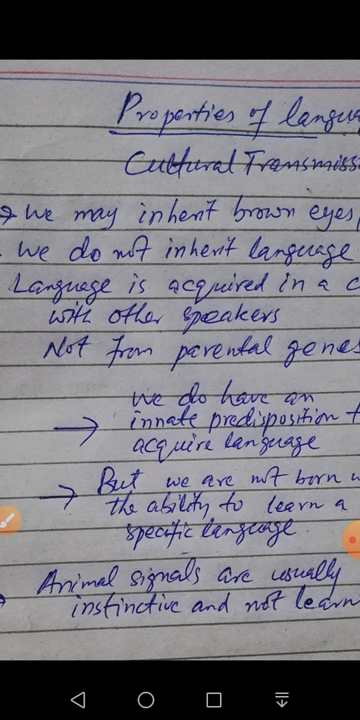 Properties of langua
Cultural Transmiss
→ We may inherit brown eyes,
We do not inherit language
Language is acquired in a c
with other speakers
Not from parental genes
We do have an
→ innate predisposition t
acquire language
→ But we are not born w
the ability to learn a
specific language.
Animal signals are usually
instinctive and not learn